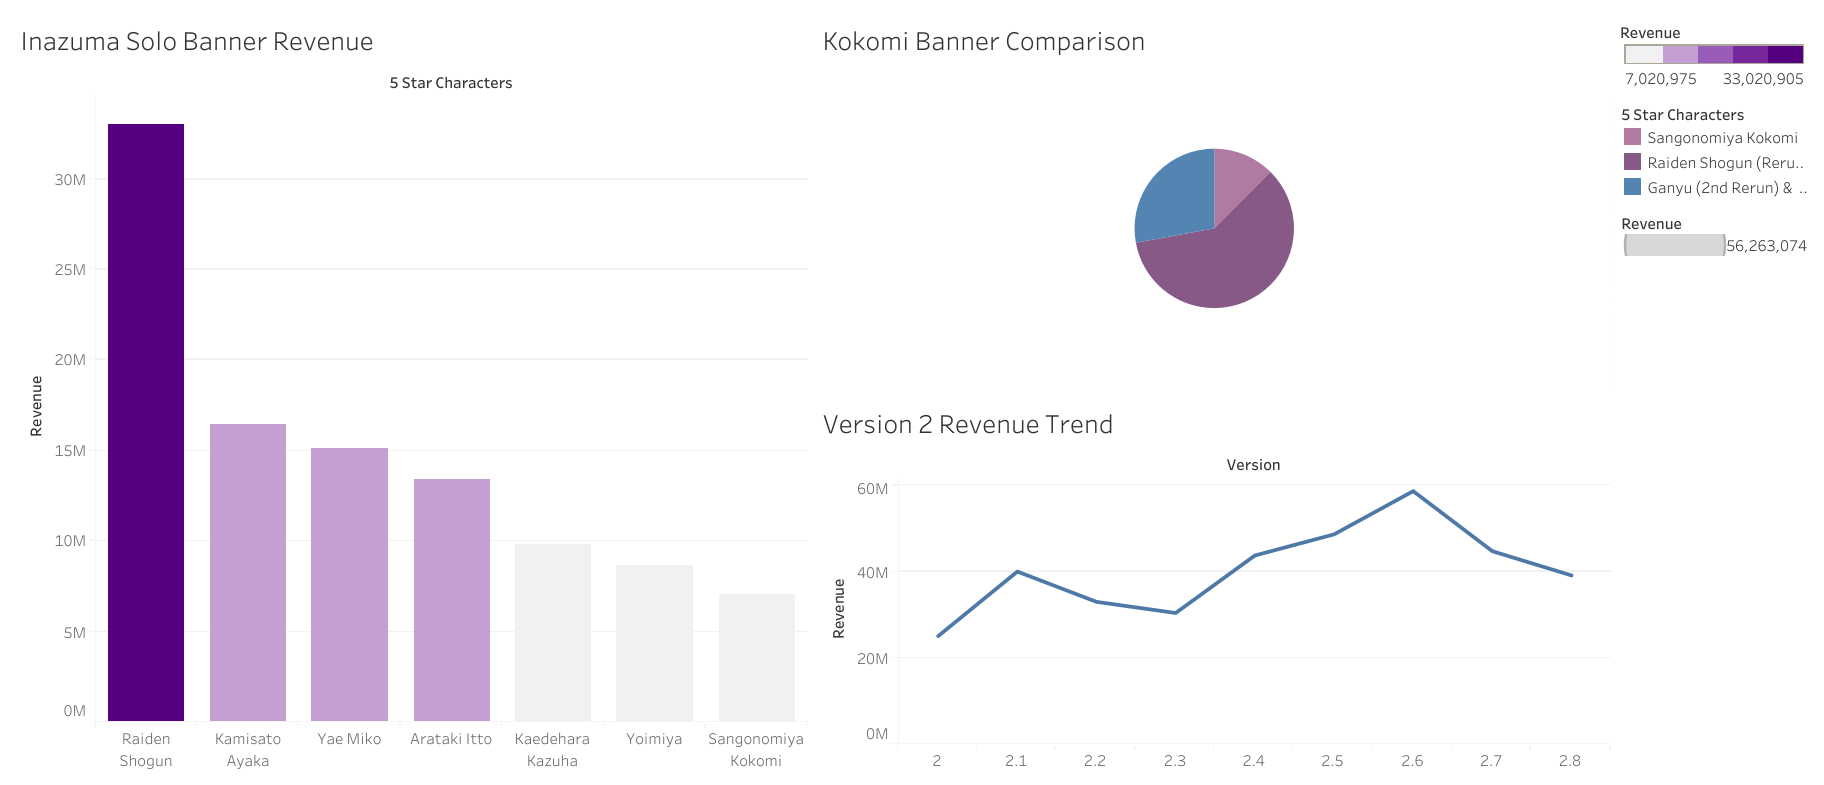 Inazuma Solo Banner Revenue
5 Star Characters
Revenue
30M
25M
20M
15M
10M
5M
0M
Raiden Shogun
Kamisato Ayaka
Yae Miko
Arataki Itto
Kaedehara Kazuha
Yoimiya
Sangonomiya Kokomi
Kokomi Banner Comparison
Version 2 Revenue Trend
Version
Revenue
60M
40M
20M
0M
2
2.1
2.2
2.3
2.4
2.5
2.6
2.7
2.8
Revenue
7,020,975 33,020,905
5 Star Characters
Sangonomiya Kokomi
Raiden Shogun (Reru..
Ganyu (2nd Rerun) & ..
Revenue
56,263,074